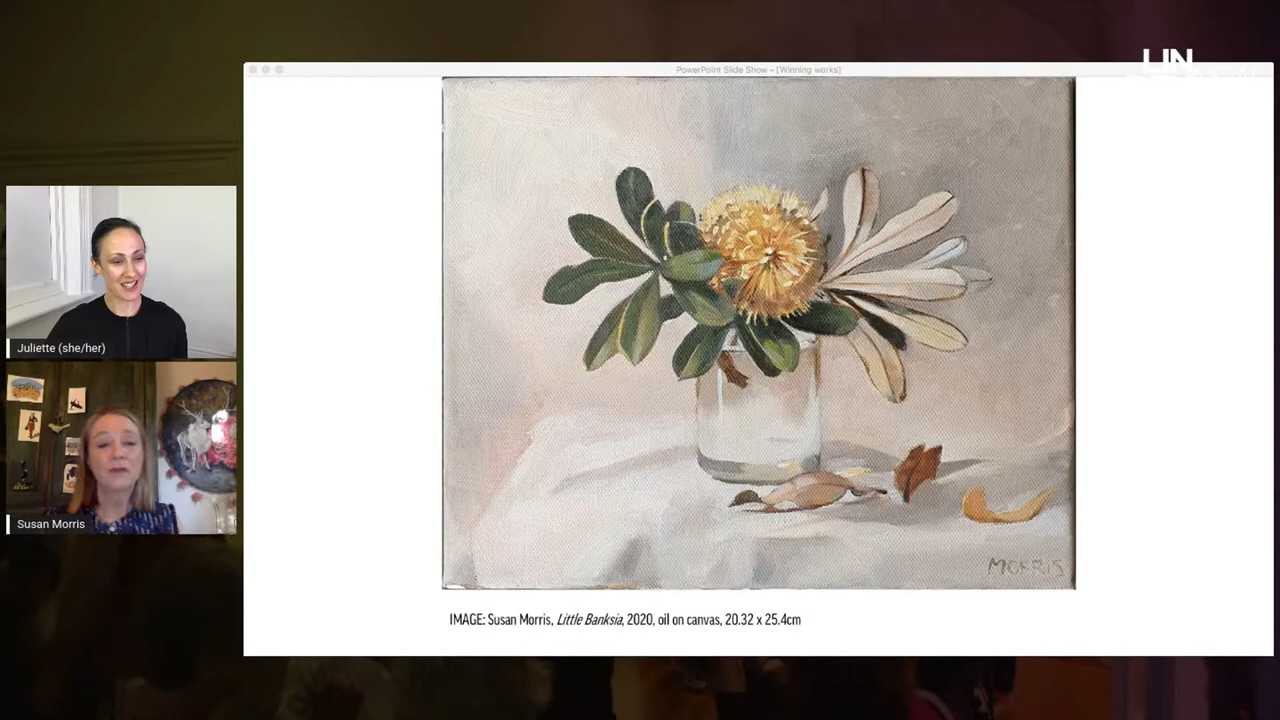 PowerPoint Slide Show – [Winning works]
Juliette (she/her)
Susan Morris
MORRIS
IMAGE: Susan Morris, Little Banksia, 2020, oil on canvas, 20.32 x 25.4cm